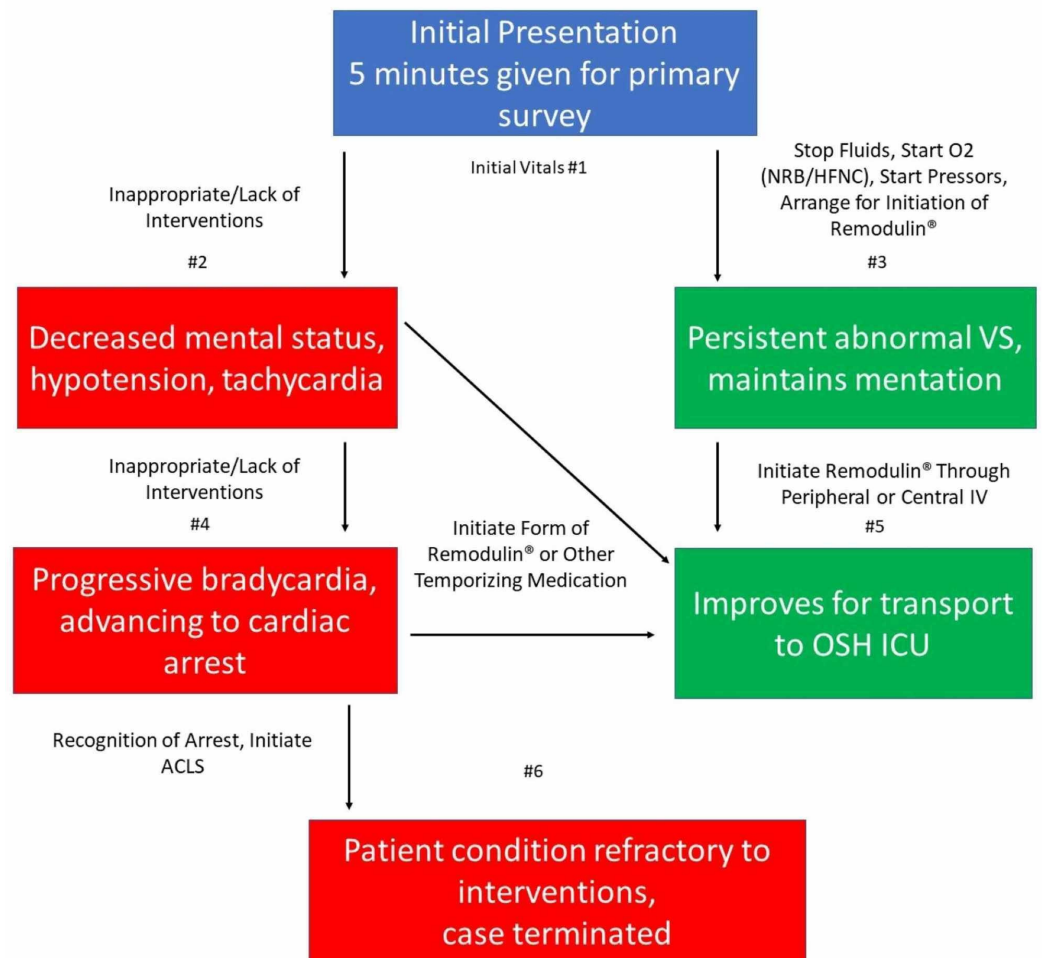 Initial Presentation
5 minutes given for primary
survey
Initial Vitals #1
Inappropriate/Lack of
Interventions
#2
Stop Fluids, Start O2
(NRB/HFNC), Start Pressors,
Arrange for Initiation of
Remodulin®
#3
Decreased mental status,
hypotension, tachycardia
Persistent abnormal VS,
maintains mentation
Inappropriate/Lack of
Interventions
#4
Initiate Remodulin® Through
Peripheral or Central IV
#5
Initiate Form of
Remodulin® or Other
Temporizing Medication
Progressive bradycardia,
advancing to cardiac
arrest
Improves for transport
to OSH ICU
Recognition of Arrest, Initiate
ACLS
#6
Patient condition refractory to
interventions,
case terminated